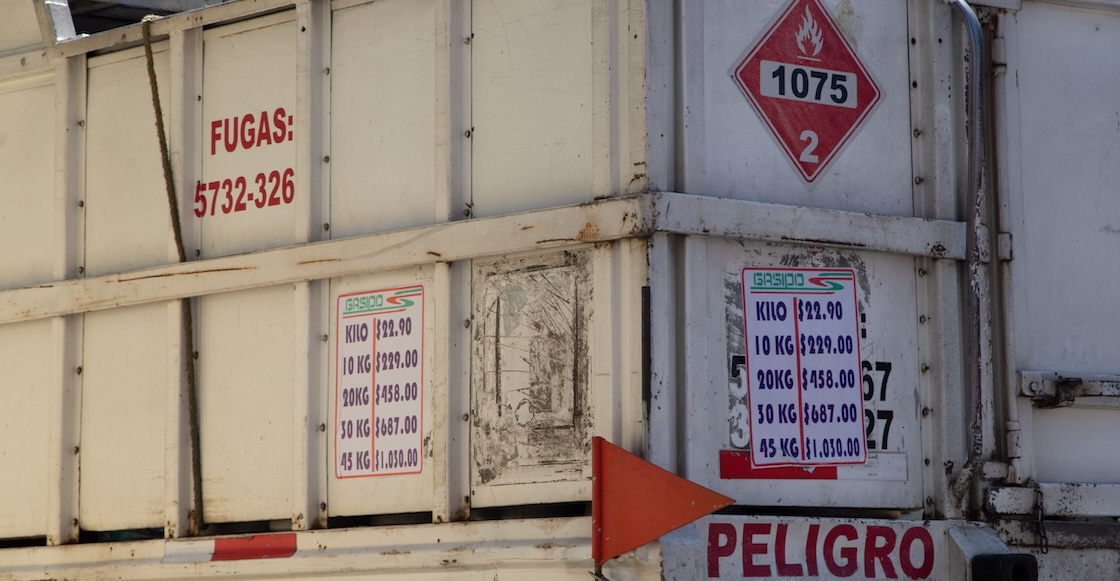 FUGAS:
5732-326
GASIDO
KILO $22.90
10 KG $229.00
20KG $458.00
30 KG $687.00
45 KG $1.030.00
1075
2
GASIDO
KILO $22.90
10 KG $229.00
20KG $458.00
30 KG $687.00
45 KG $1.030.00
67
27
PELIGRO